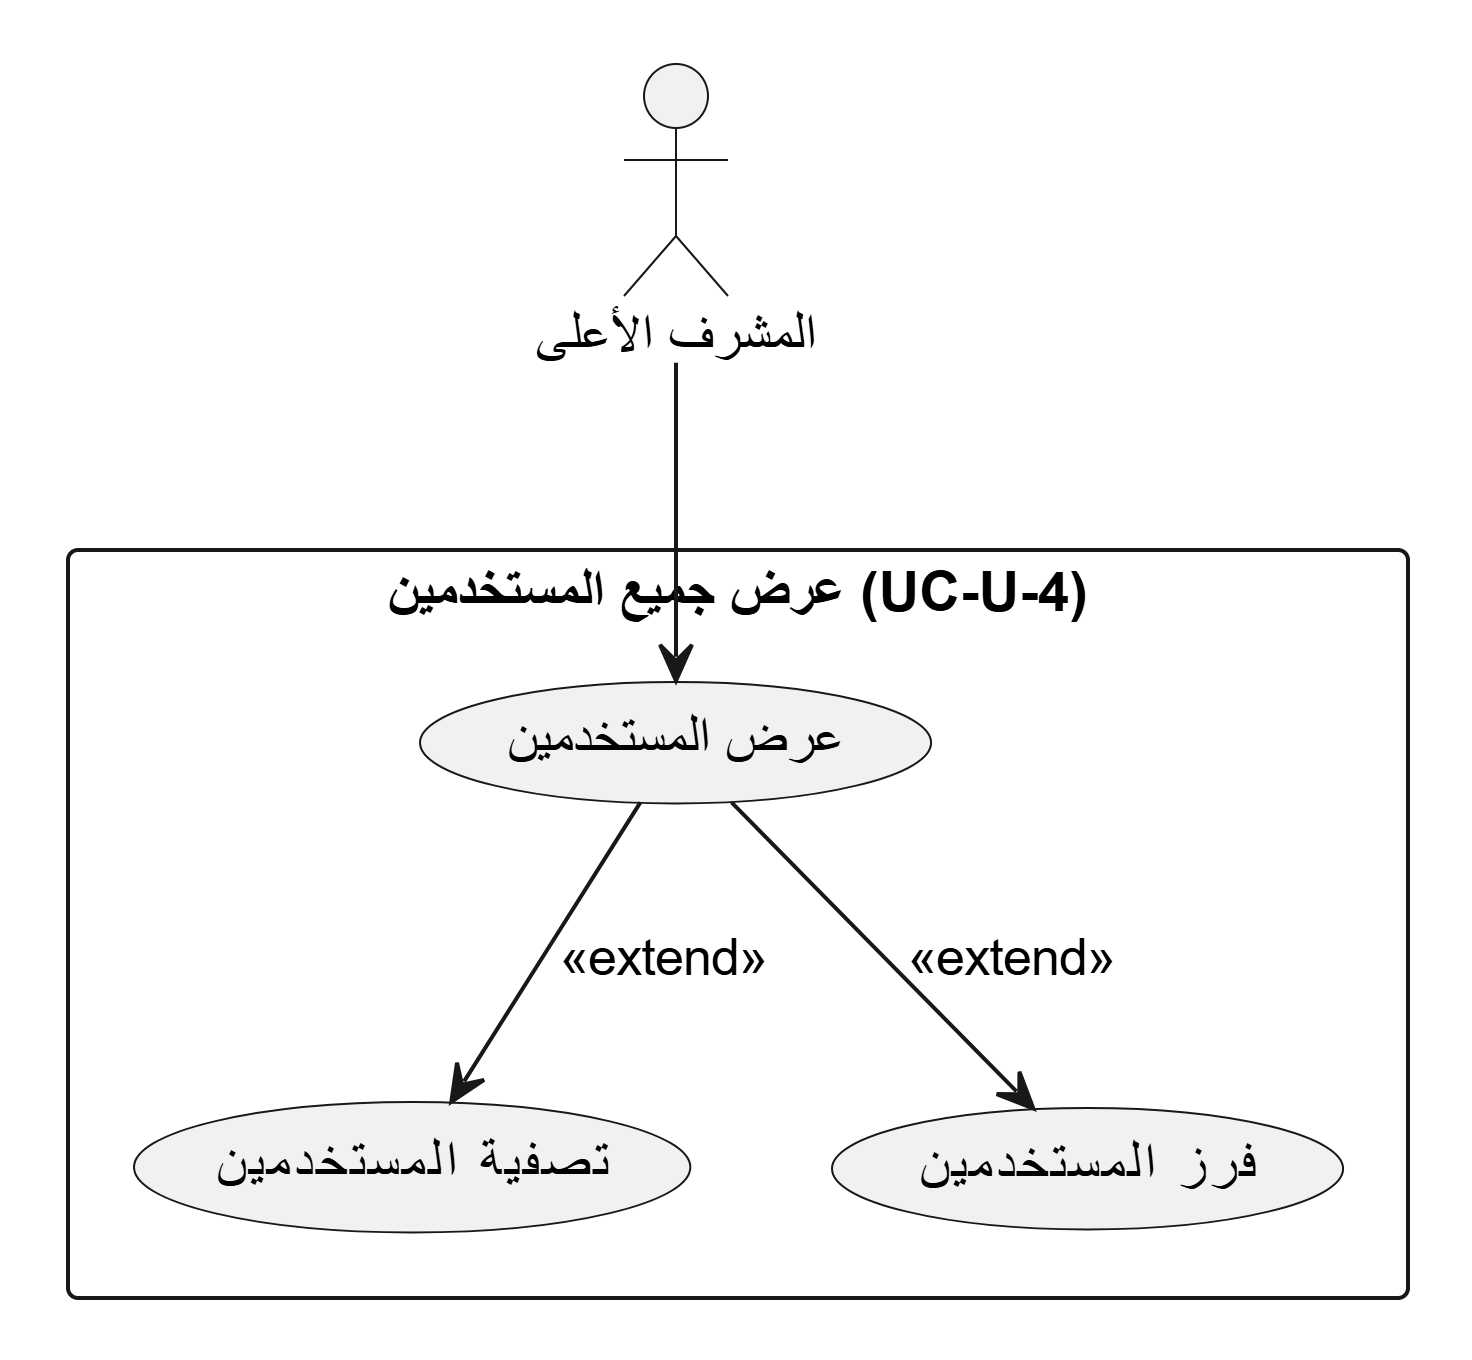 المشرف الأعلى
عرض جميع المستخدمين (UC-U-4)
عرض المستخدمين
«extend»
«extend»
تصفية المستخدمين
فرز المستخدمين